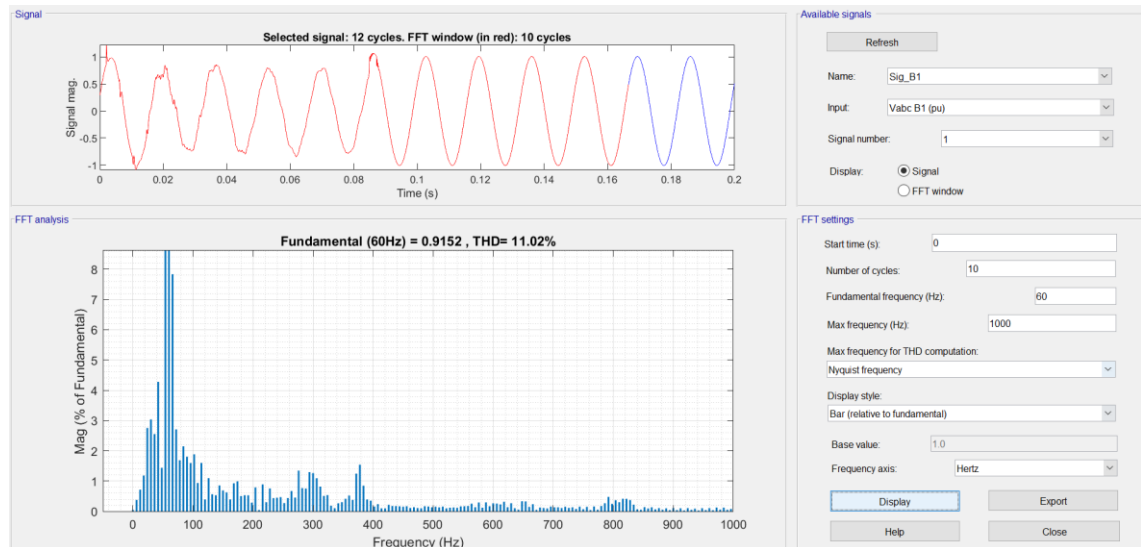 Signal
Selected signal: 12 cycles. FFT window (in red): 10 cycles
1
0.5
0
-0.5
-1
Signal mag.
0 0.02 0.04 0.06 0.08 0.1 0.12 0.14 0.16 0.18 0.2
Time (s)
Available signals
Refresh
Name: Sig_B1
Input: Vabc B1 (pu)
Signal number: 1
Display: Signal
FFT window
FFT analysis
Fundamental (60Hz) = 0.9152 , THD= 11.02%
8
7
6
5
4
3
2
1
0
Mag (% of Fundamental)
0 100 200 300 400 500 600 700 800 900 1000
Frequency (Hz)
FFT settings
Start time (s): 0
Number of cycles: 10
Fundamental frequency (Hz): 60
Max frequency (Hz): 1000
Max frequency for THD computation:
Nyquist frequency
Display style:
Bar (relative to fundamental)
Base value: 1.0
Frequency axis: Hertz
Display Export
Help Close